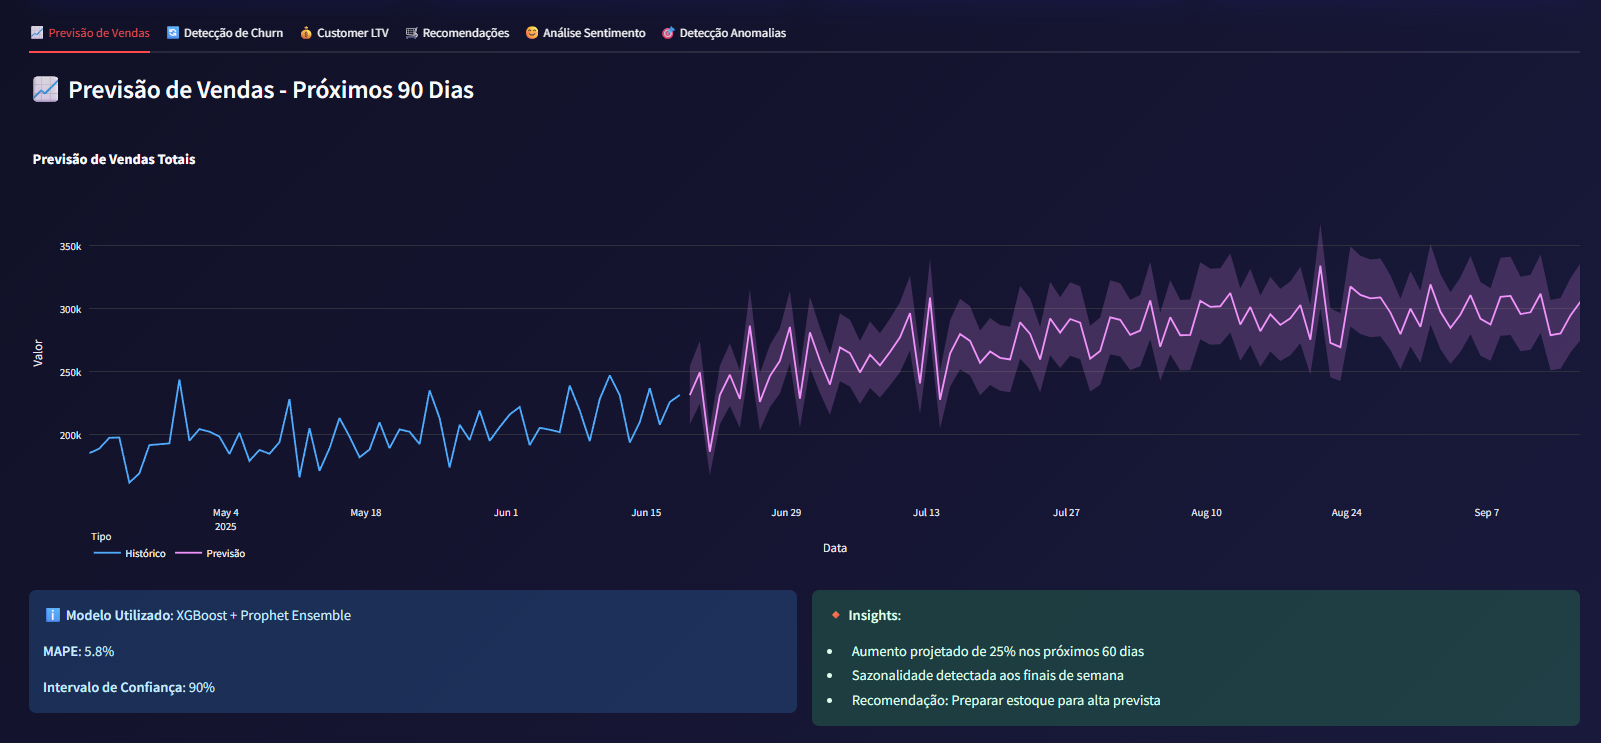 Previsão de Vendas Detecção de Churn Customer LTV Recomendações Análise Sentimento Detecção Anomalias
Previsão de Vendas - Próximos 90 Dias
Previsão de Vendas Totais
350k
300k
250k
200k
Valor
May 4 May 18 Jun 1 Jun 15 Jun 29 Jul 13 Jul 27 Aug 10 Aug 24 Sep 7
2025
Tipo
Histórico Previsão
Data
Modelo Utilizado: XGBoost + Prophet Ensemble
MAPE: 5.8%
Intervalo de Confiança: 90%
Insights:
• Aumento projetado de 25% nos próximos 60 dias
• Sazonalidade detectada aos finais de semana
• Recomendação: Preparar estoque para alta prevista